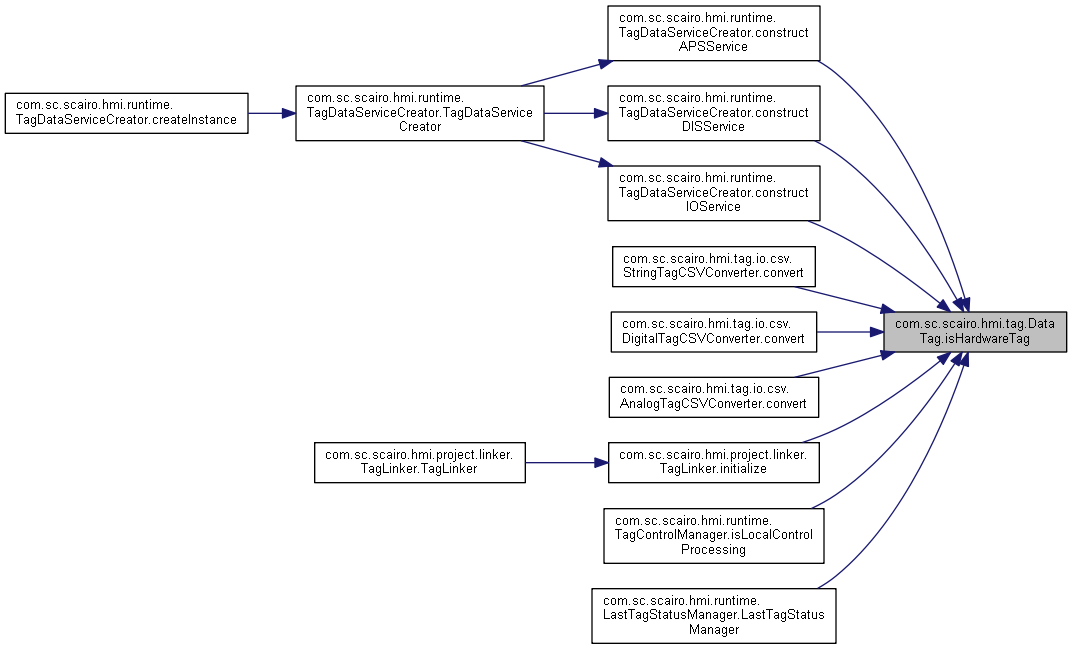 com.sc.scairo.hmi.runtime.
TagDataServiceCreator.construct
APSService
com.sc.scairo.hmi.runtime.
TagDataServiceCreator.createInstance
com.sc.scairo.hmi.runtime.
TagDataServiceCreator.TagDataService
Creator
com.sc.scairo.hmi.runtime.
TagDataServiceCreator.construct
DISService
com.sc.scairo.hmi.runtime.
TagDataServiceCreator.construct
IOService
com.sc.scairo.hmi.tag.io.csv.
StringTagCSVConverter.convert
com.sc.scairo.hmi.tag.io.csv.
DigitalTagCSVConverter.convert
com.sc.scairo.hmi.tag.Data
Tag.isHardwareTag
com.sc.scairo.hmi.tag.io.csv.
AnalogTagCSVConverter.convert
com.sc.scairo.hmi.project.linker.
TagLinker.TagLinker
com.sc.scairo.hmi.project.linker.
TagLinker.initialize
com.sc.scairo.hmi.runtime.
TagControlManager.isLocalControl
Processing
com.sc.scairo.hmi.runtime.
LastTagStatusManager.LastTagStatus
Manager